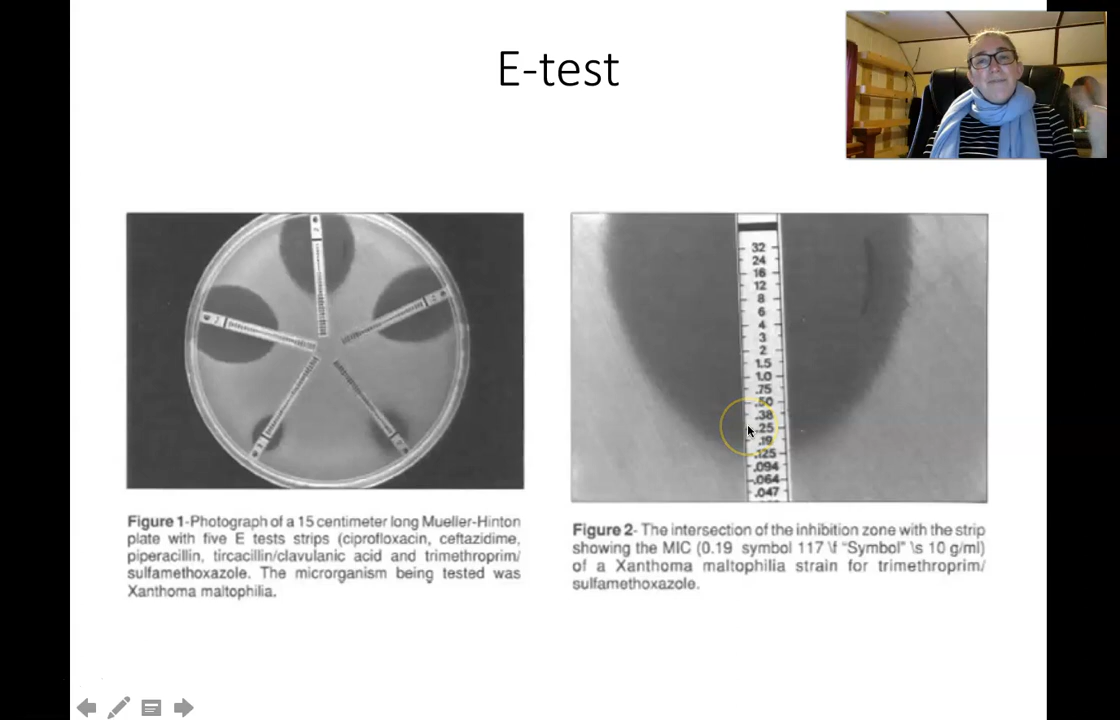 E-test
32
24
16
12
8
6
4
3
2
1.5
1.0
.75
.50
.38
.25
.19
.125
.094
.064
.047
Figure 1-Photograph of a 15 centimeter long Mueller-Hinton
plate with five E tests strips (ciprofloxacin, ceftazidime,
piperacillin, tircacillin/clavulanic acid and trimethroprim/
sulfamethoxazole. The microrganism being tested was
Xanthoma maltophilia.
Figure 2- The intersection of the inhibition zone with the strip
showing the MIC (0.19 symbol 117 \f "Symbol" \s 10 g/ml)
of a Xanthoma maltophilia strain for trimethroprim/
sulfamethoxazole.